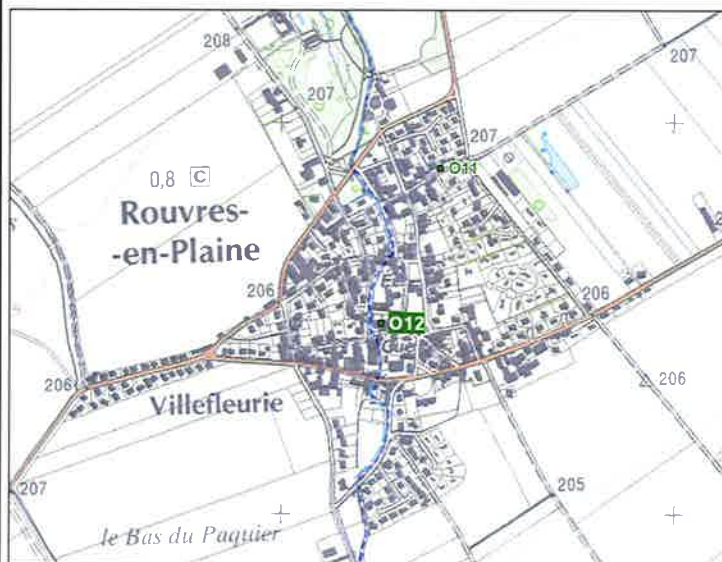 208
207
207
207
O11
0,8 C
Rouvres-
-en-Plaine
206
206
O12
206
206
Villefleurie
207
205
le Bas du Paquier